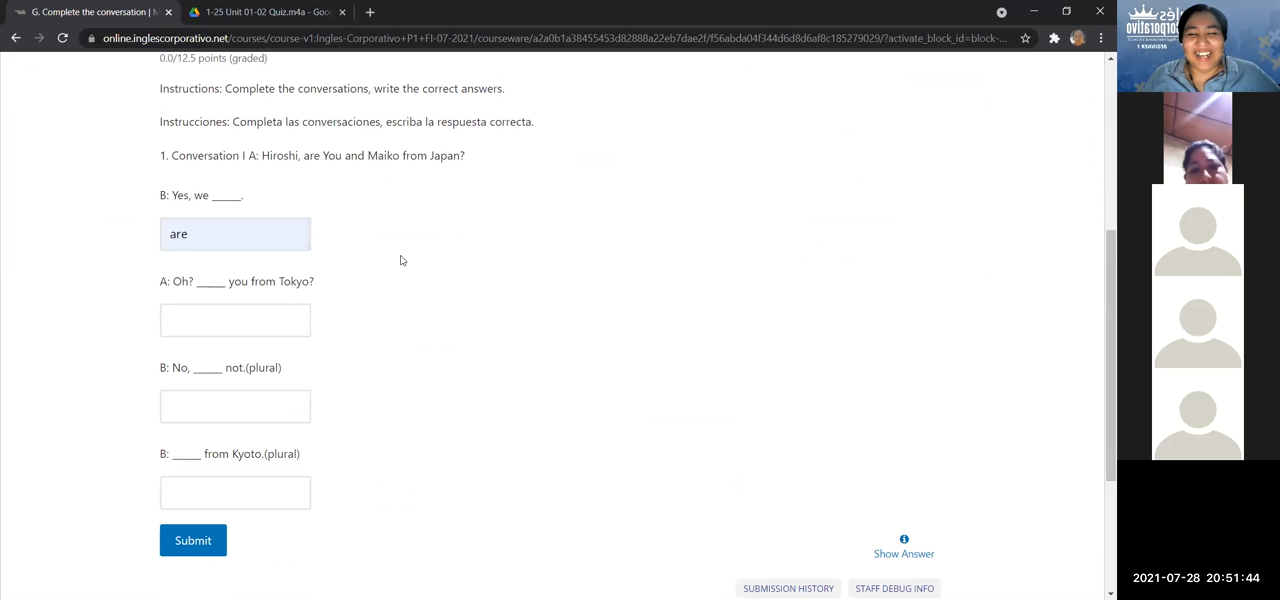 G. Complete the conversation | M
1-25 Unit 01-02 Quiz.m4a - Goo
online.inglescorporativo.net/courses/course-v1:Ingles-Corporativo+P1+FI-07-2021/courseware/a2a0b1a38455453d82888a22eb7dae2f/f56abda04f344d6d8d6af8c185279029/?activate_block_id=block-...
0.0/12.5 points (graded)
Instructions: Complete the conversations, write the correct answers.
Instrucciones: Completa las conversaciones, escriba la respuesta correcta.
1. Conversation I A: Hiroshi, are You and Maiko from Japan?
B: Yes, we ______.
are
A: Oh? ______ you from Tokyo?
B: No, ______ not.(plural)
B: ______ from Kyoto.(plural)
Submit
Show Answer
SUBMISSION HISTORY
STAFF DEBUG INFO
2021-07-28 20:51:44